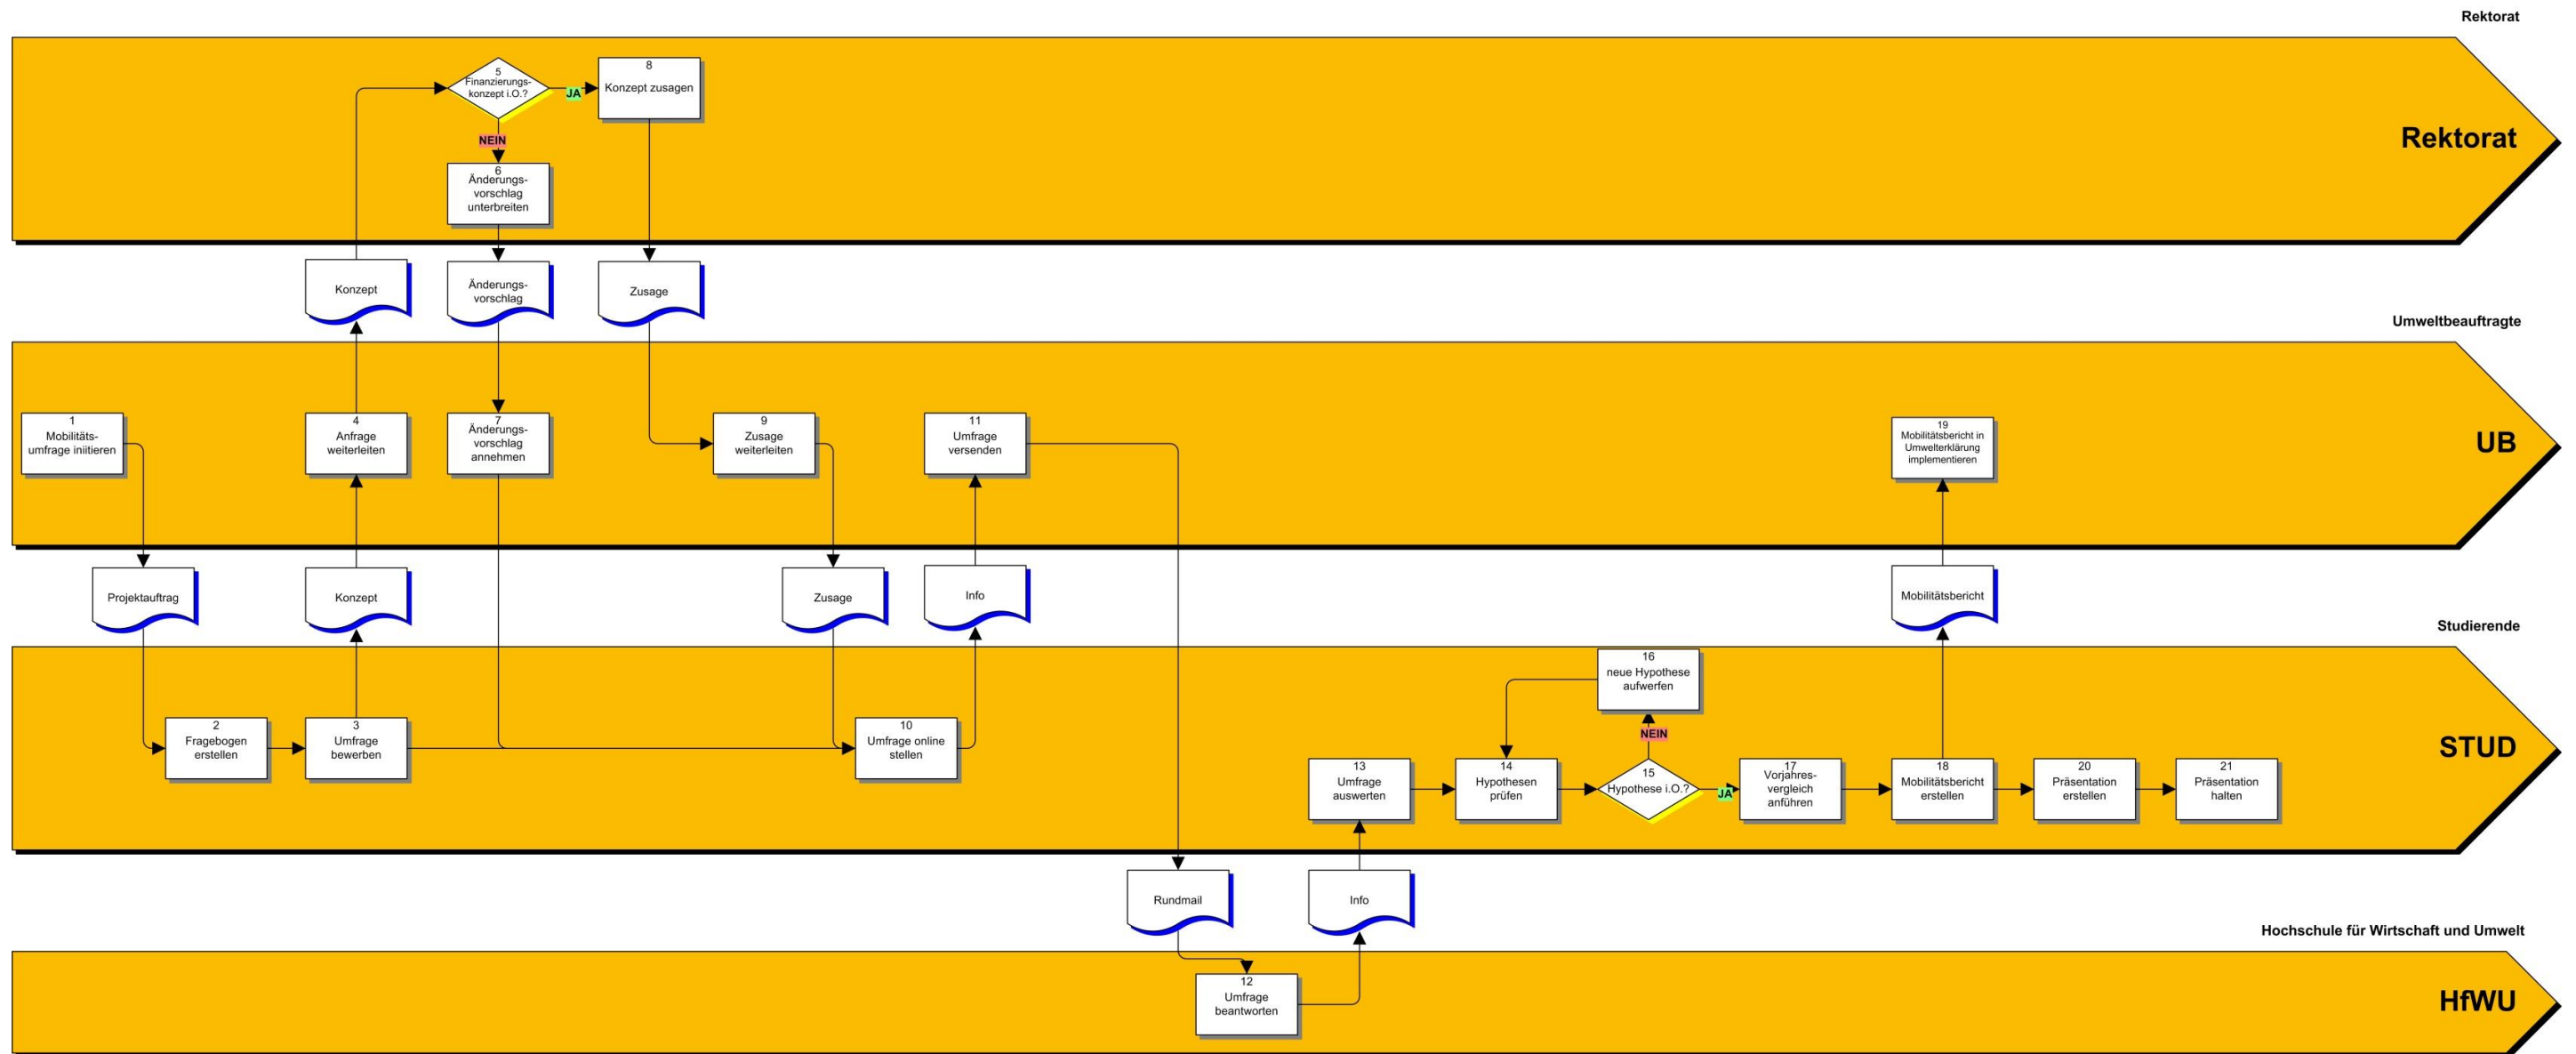 Rektorat
5
Finanzierungs-
konzept i.O.?
JA
8
Konzept zusagen
NEIN
6
Änderungs-
vorschlag
unterbreiten
Rektorat
Konzept
Änderungs-
vorschlag
Zusage
Umweltbeauftragte
1
Mobilitäts-
umfrage iniitieren
4
Anfrage
weiterleiten
7
Änderungs-
vorschlag
annehmen
9
Zusage
weiterleiten
11
Umfrage
versenden
19
Mobilitätsbericht in
Umwelterklärung
implementieren
UB
Projektauftrag
Konzept
Zusage
Info
Mobilitätsbericht
Studierende
2
Fragebogen
erstellen
3
Umfrage
bewerben
10
Umfrage online
stellen
16
neue Hypothese
aufwerfen
NEIN
13
Umfrage
auswerten
14
Hypothesen
prüfen
15
Hypothese i.O.?
JA
17
Vorjahres-
vergleich
anführen
18
Mobilitätsbericht
erstellen
20
Präsentation
erstellen
21
Präsentation
halten
STUD
Rundmail
Info
Hochschule für Wirtschaft und Umwelt
12
Umfrage
beantworten
HfWU